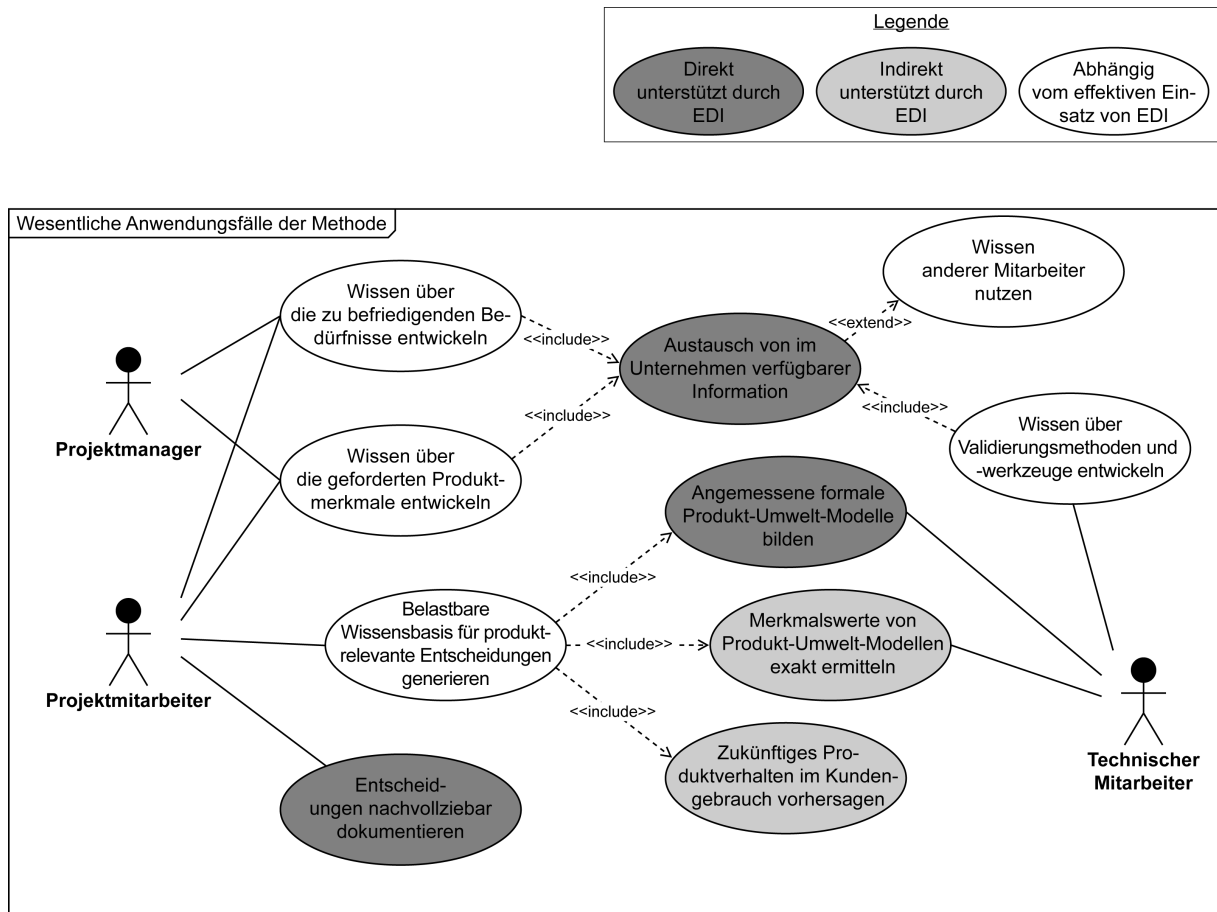 Legende
Direkt
unterstützt durch
EDI
Indirekt
unterstützt durch
EDI
Abhängig
vom effektiven Ein-
satz von EDI
Wesentliche Anwendungsfälle der Methode
Wissen über
die zu befriedigenden Be-
dürfnisse entwickeln
<<include>>
Austausch von im
Unternehmen verfügbarer
Information
<<extend>>
Wissen
anderer Mitarbeiter
nutzen
<<include>>
Wissen über
Validierungsmethoden und
-werkzeuge entwickeln
Projektmanager
Wissen über
die geforderten Produkt-
merkmale entwickeln
<<include>>
Angemessene formale
Produkt-Umwelt-Modelle
bilden
<<include>>
Belastbare
Wissensbasis für produkt-
relevante Entscheidungen
generieren
<<include>>
Merkmalswerte von
Produkt-Umwelt-Modellen
exakt ermitteln
Projektmitarbeiter
<<include>>
Zukünftiges Pro-
duktverhalten im Kunden-
gebrauch vorhersagen
Technischer
Mitarbeiter
Entscheid-
ungen nachvollziehbar
dokumentieren